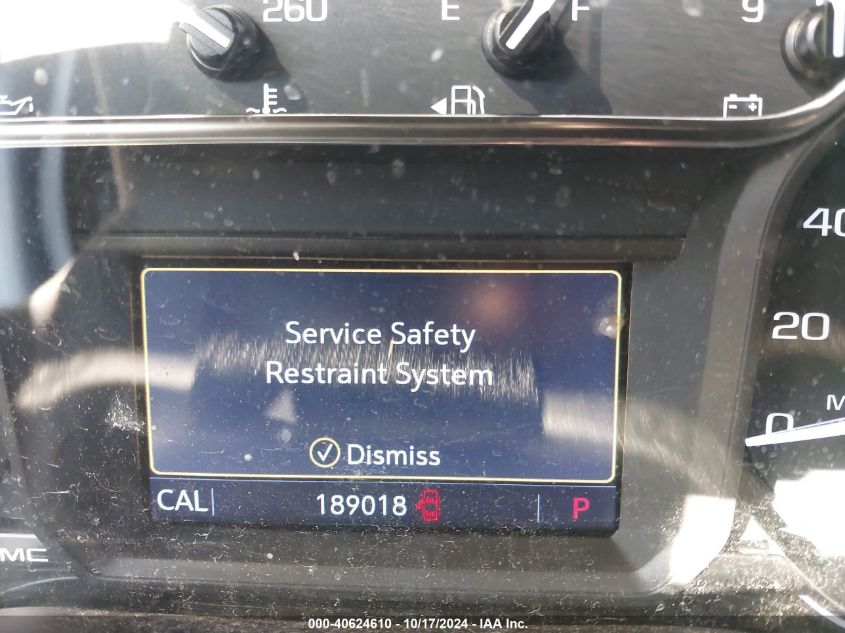 260
E
F
9
40
20
0
M
Service Safety
Restraint System
Dismiss
CAL 189018 P
MC
000-40624610 - 10/17/2024 - IAA Inc.